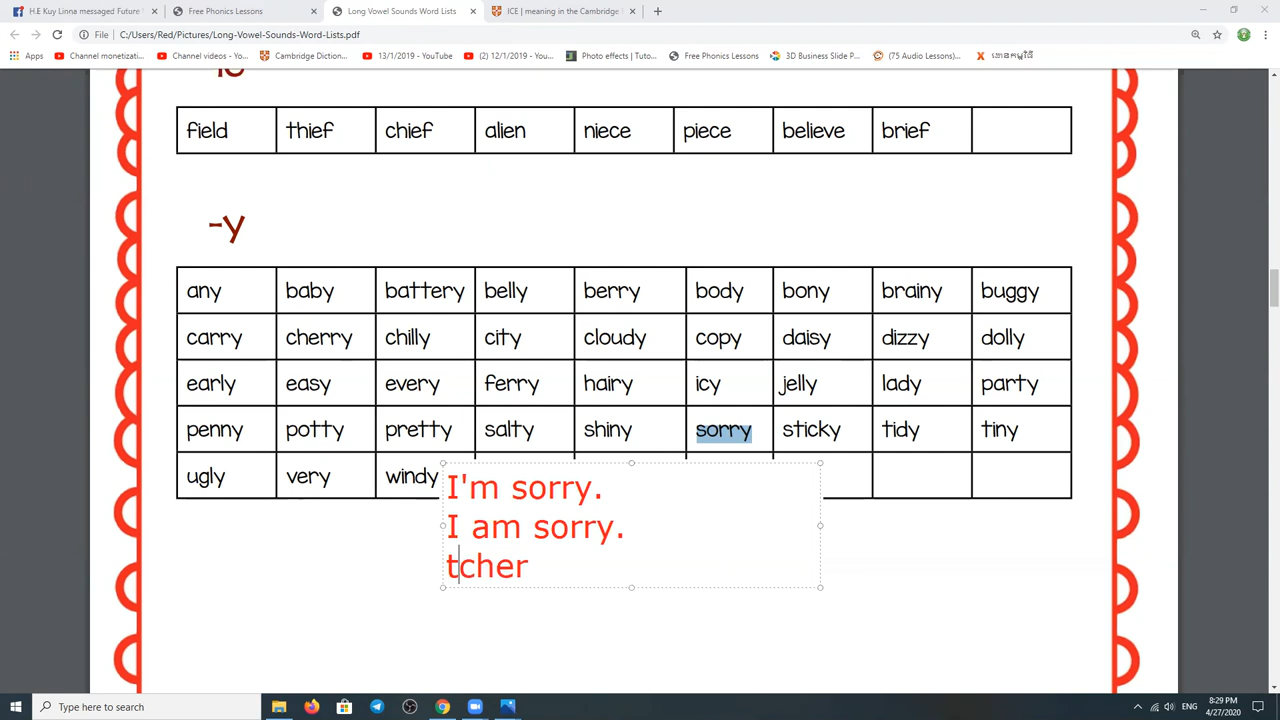 H.E Kuy Linna messaged Future
Free Phonics Lessons
Long Vowel Sounds Word Lists
ICE | meaning in the Cambridge
File | C:/Users/Red/Pictures/Long-Vowel-Sounds-Word-Lists.pdf
Apps Channel monetizati... Channel videos - Yo... Cambridge Diction... 13/1/2019 - YouTube (2) 12/1/2019 - You... Photo effects | Tuto... Free Phonics Lessons 3D Business Slide P... (75 Audio Lessons)...
field thief chief alien niece piece believe brief
-y
any baby battery belly berry body bony brainy buggy
carry cherry chilly city cloudy copy daisy dizzy dolly
early easy every ferry hairy icy jelly lady party
penny potty pretty salty shiny sorry sticky tidy tiny
ugly very windy
I'm sorry.
I am sorry.
tcher
Type here to search
ENG
8:29 PM
4/27/2020